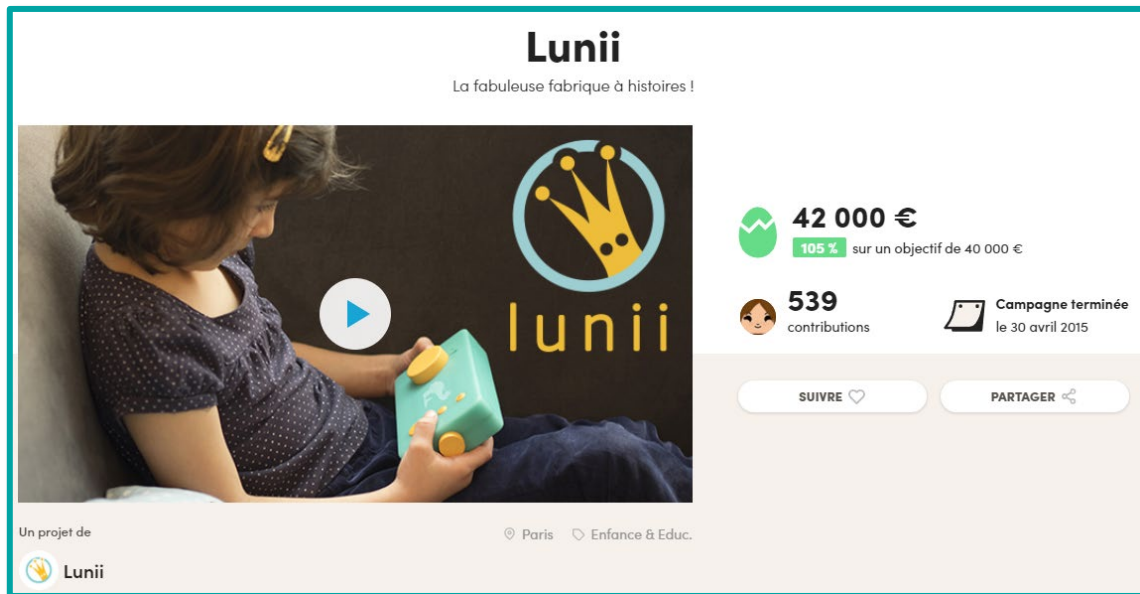 Lunii
La fabuleuse fabrique à histoires !
lunii
42 000 €
105 % sur un objectif de 40 000 €
539
contributions
Campagne terminée
le 30 avril 2015
SUIVRE
PARTAGER
Un projet de
Paris
Enfance & Educ.
Lunii